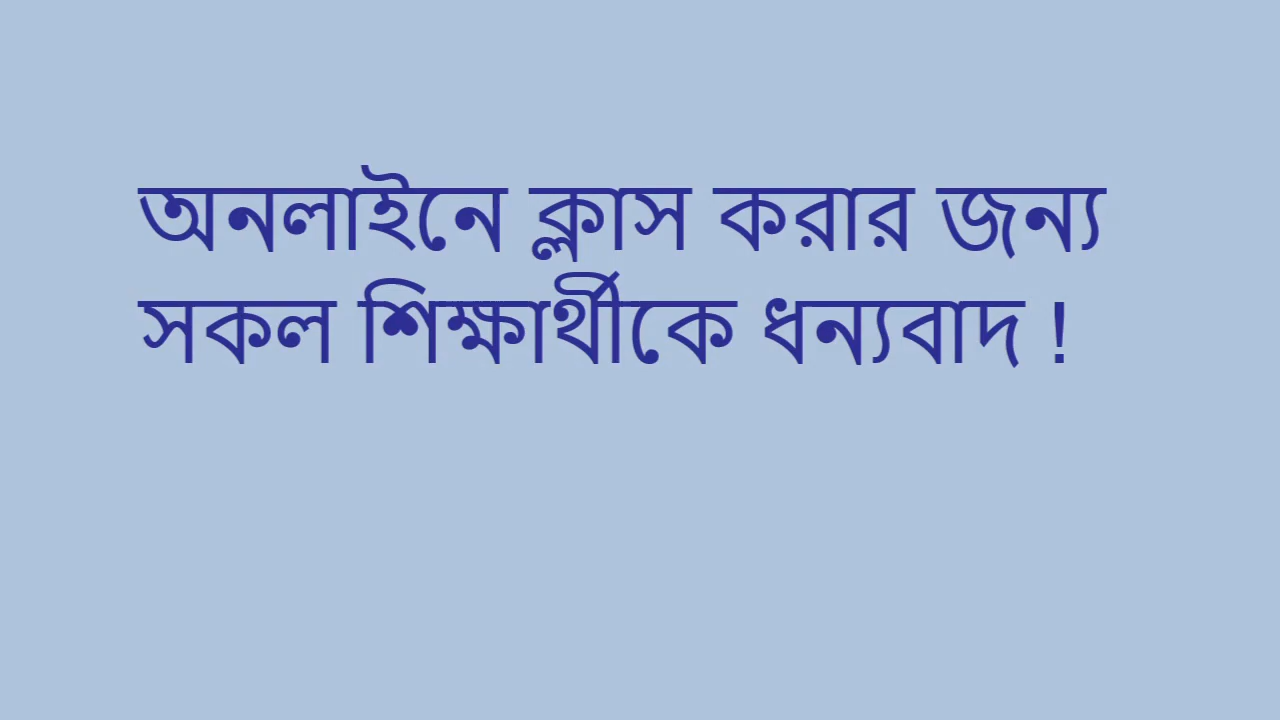 অনলাইনে ক্লাস করার জন্য
সকল শিক্ষার্থীকে ধন্যবাদ !